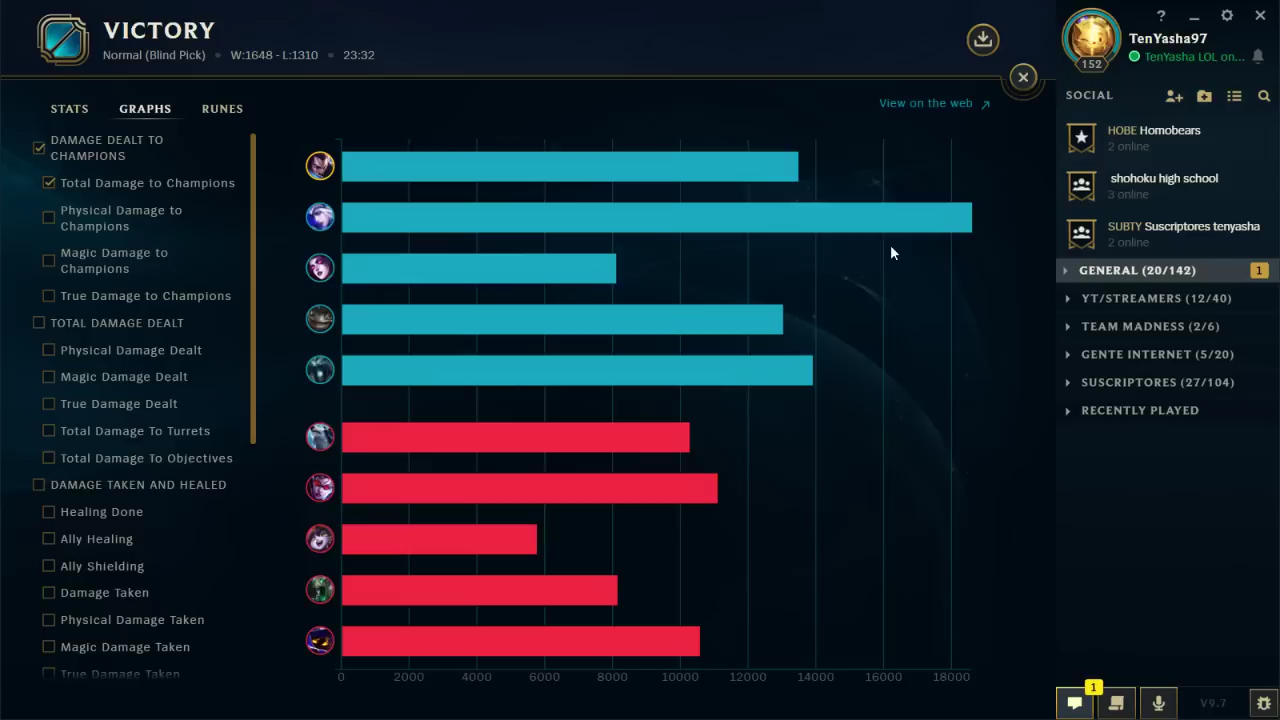 VICTORY
Normal (Blind Pick) • W:1648 - L:1310 • 23:32
STATS
GRAPHS
RUNES
View on the web
DAMAGE DEALT TO
CHAMPIONS
Total Damage to Champions
Physical Damage to
Champions
Magic Damage to
Champions
True Damage to Champions
TOTAL DAMAGE DEALT
Physical Damage Dealt
Magic Damage Dealt
True Damage Dealt
Total Damage To Turrets
Total Damage To Objectives
DAMAGE TAKEN AND HEALED
Healing Done
Ally Healing
Ally Shielding
Damage Taken
Physical Damage Taken
Magic Damage Taken
True Damage Taken
0 2000 4000 6000 8000 10000 12000 14000 16000 18000
?
152
TenYasha97
TenYasha LOL on...
SOCIAL
HOBE Homobears
2 online
shohoku high school
3 online
SUBTY Suscriptores tenyasha
2 online
GENERAL (20/142) 1
YT/STREAMERS (12/40)
TEAM MADNESS (2/6)
GENTE INTERNET (5/20)
SUSCRIPTORES (27/104)
RECENTLY PLAYED
1
V9.7